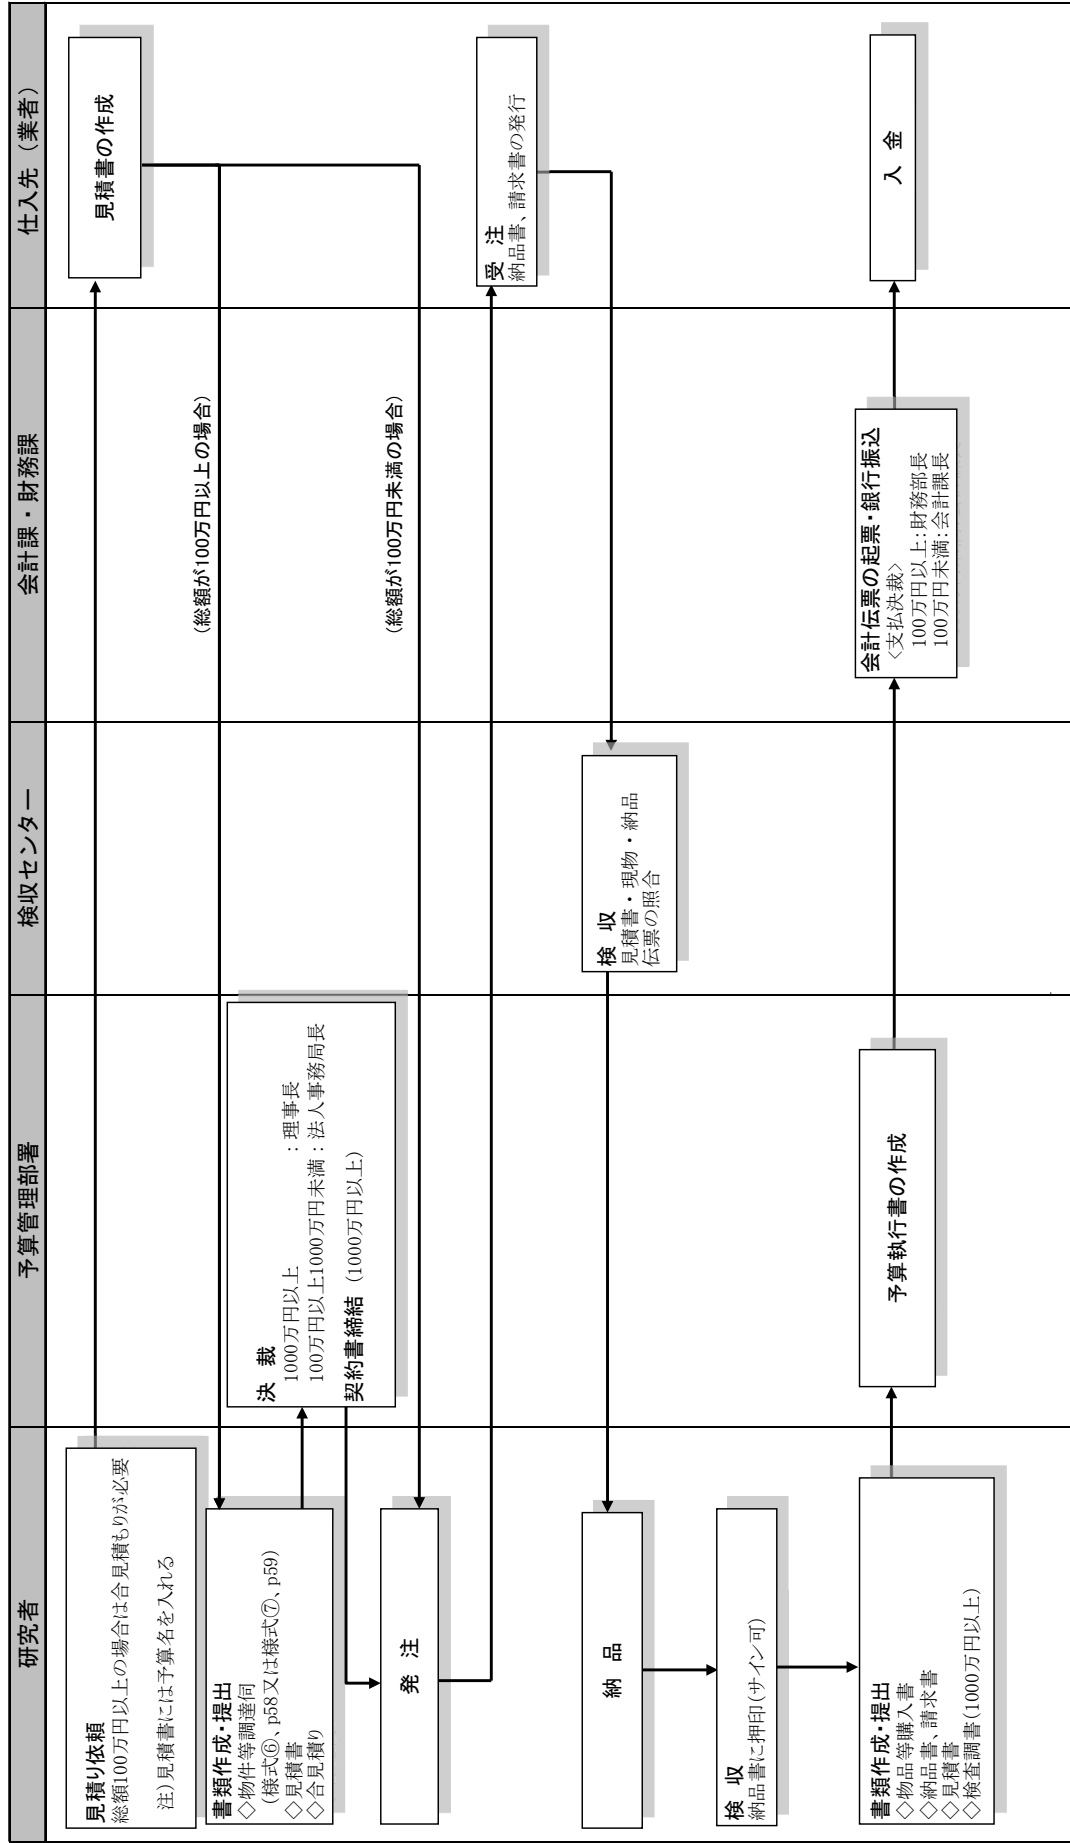 研究者
予算管理部署
検収センター
会計課・財務課
仕入先（業者）
見積り依頼
総額100万円以上の場合は合見積もりが必要
注）見積書には予算名を入れる
見積書の作成
（総額が100万円以上の場合）
書類作成・提出
◇物件等調達伺
（様式⑥、p58又は様式⑦、p59）
◇見積書
◇合見積り
決　裁
1000万円以上　　　　　：理事長
100万円以上1000万円未満：法人事務局長
契約書締結（1000万円以上）
（総額が100万円未満の場合）
発　注
受　注
納品書、請求書の発行
検　収
見積書・現物・納品
伝票の照合
納　品
検　収
納品書に押印（サイン可）
書類作成・提出
◇物品等購入書
◇納品書、請求書
◇見積書
◇検査調書（1000万円以上）
予算執行書の作成
会計伝票の起票・銀行振込
＜支払決裁＞
100万円以上：財務部長
100万円未満：会計課長
入　金